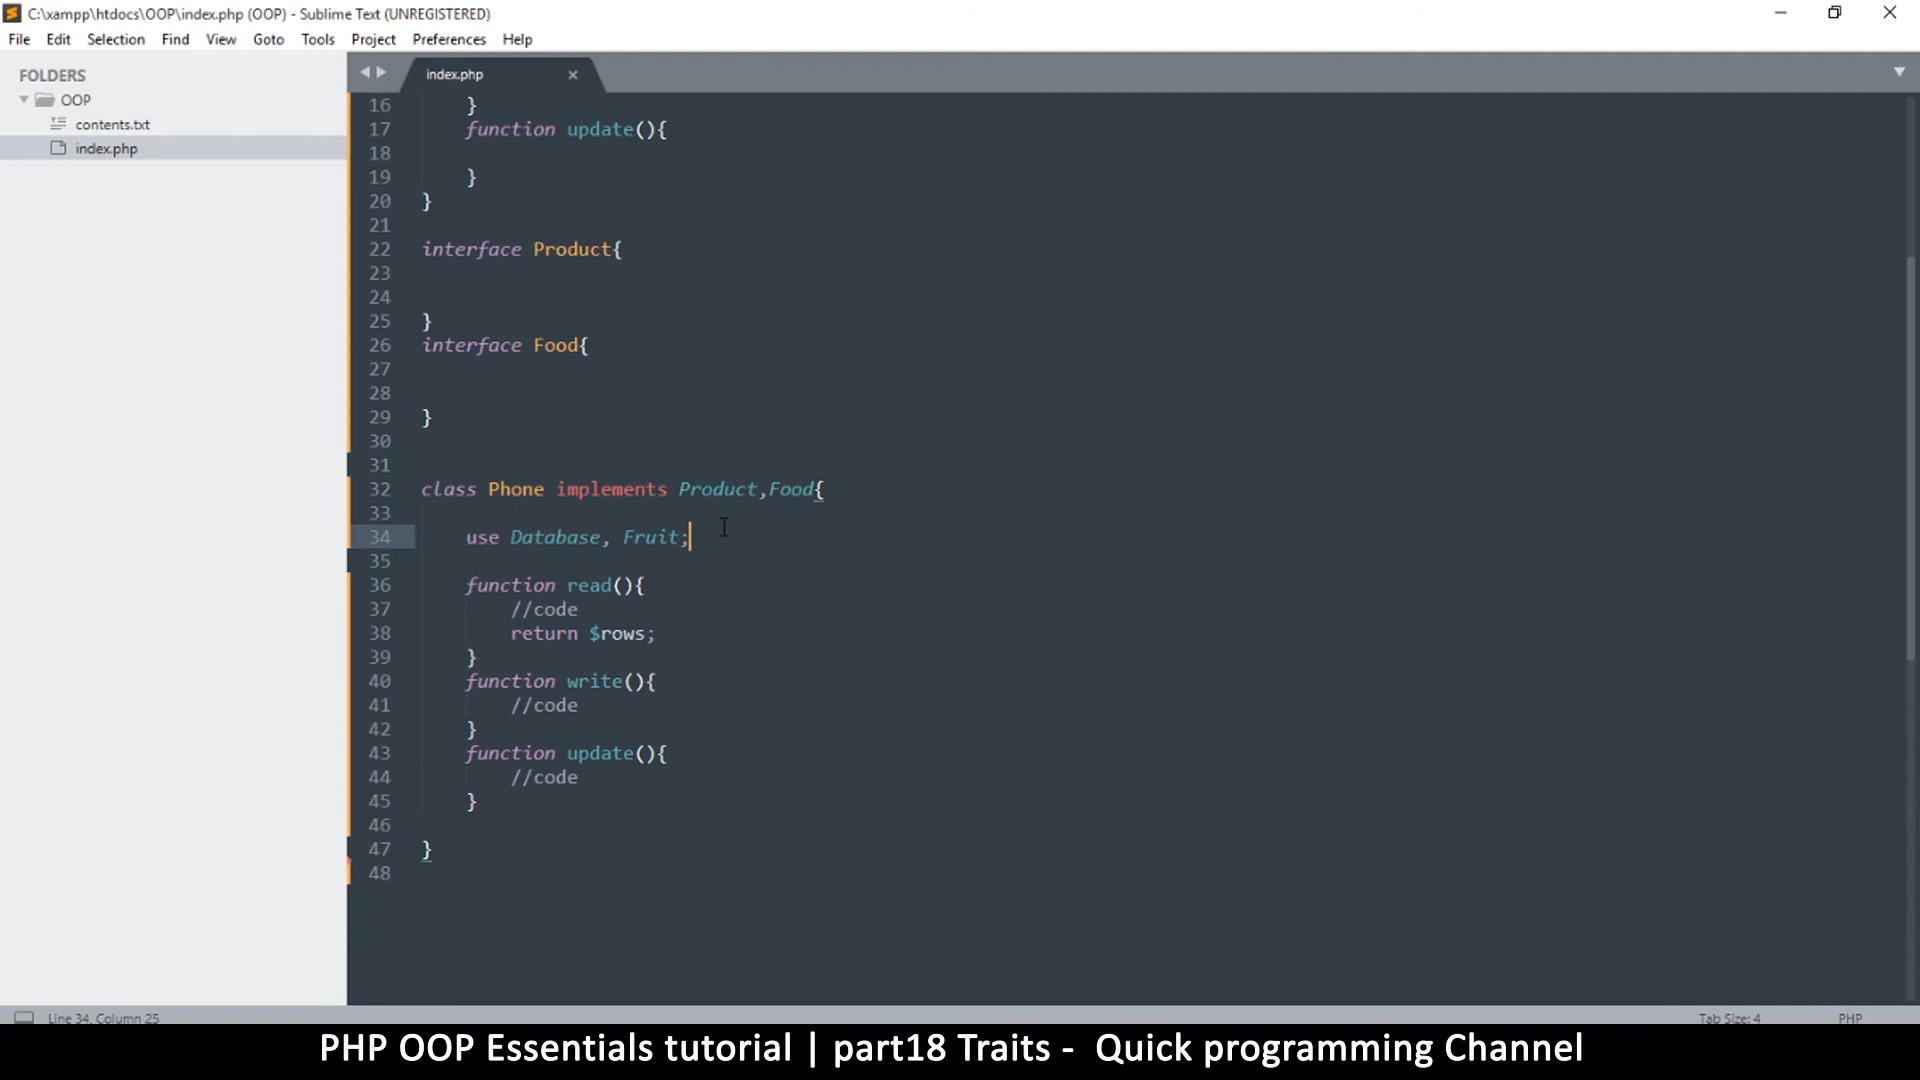 C:\xampp\htdocs\OOP\index.php (OOP) - Sublime Text (UNREGISTERED)
File Edit Selection Find View Goto Tools Project Preferences Help
FOLDERS
OOP
contents.txt
index.php
index.php
16 }
17 function update(){
18
19 }
20 }
21
22 interface Product{
23
24
25 }
26 interface Food{
27
28
29 }
30
31
32 class Phone implements Product,Food{
33
34 use Database, Fruit;
35
36 function read(){
37 //code
38 return $rows;
39 }
40 function write(){
41 //code
42 }
43 function update(){
44 //code
45 }
46
47 }
48
Line 34, Column 25
Tab Size: 4
PHP
PHP OOP Essentials tutorial | part18 Traits - Quick programming Channel